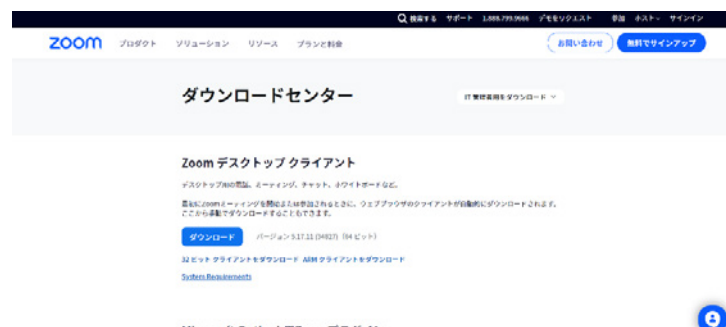 検索する サポート 1.888.799.9666 デモをリクエスト 参加 ホスト サインイン
zoom プロダクト ソリューション リソース プランと料金 お問い合わせ 無料でサインアップ
ダウンロードセンター IT 管理者用をダウンロード
Zoom デスクトップ クライアント
デスクトップ用の電話、ミーティング、チャット、ホワイトボードなど。
最初にZoomミーティングを開始または参加されるときに、ウェブブラウザのクライアントが自動的にダウンロードされます。
ここから手動でダウンロードすることもできます。
ダウンロード バージョン 5.17.11 (34827) (64 ビット)
32 ビット クライアントをダウンロード ARM クライアントをダウンロード
System Requirements